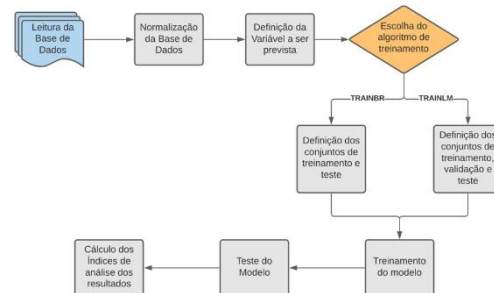 Leitura da
Base de
Dados
Normalização
da Base de
Dados
Definição da
Variável a ser
prevista
Escolha do
algoritmo de
treinamento
TRAINBR
TRAINLM
Definição dos
conjuntos de
treinamento e
teste
Definição dos
conjuntos de
treinamento,
validação e
teste
Cálculo dos
Índices de
análise dos
resultados
Teste do
Modelo
Treinamento
do modelo